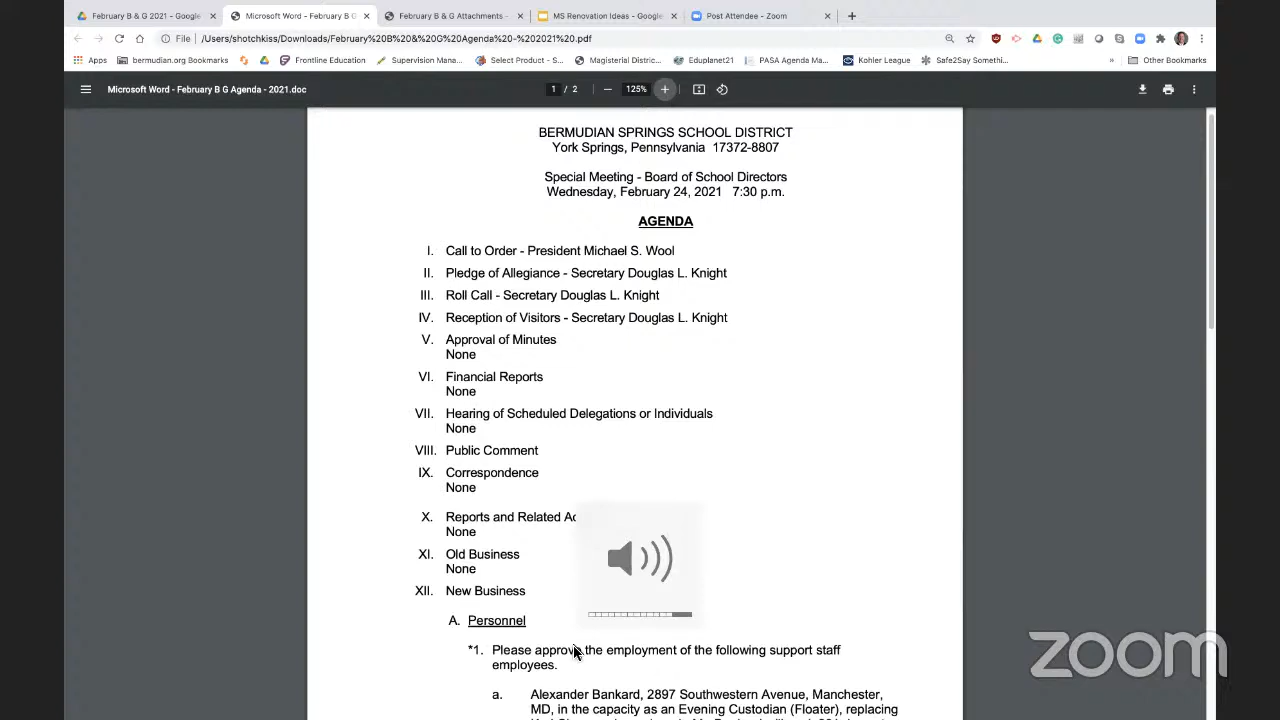 February B & G 2021 - Google
Microsoft Word - February B G
February B & G Attachments -
MS Renovation Ideas - Google
Post Attendee - Zoom
File
/Users/shotchkiss/Downloads/February%20B%20&%20G%20Agenda%20-%202021%20.pdf
Apps
bermudian.org Bookmarks
Frontline Education
Supervision Mana...
Select Product - S...
Magisterial Distric...
Eduplanet21
PASA Agenda Ma...
Kohler League
Safe2Say Somethi...
»
Other Bookmarks
Microsoft Word - February B G Agenda - 2021.doc
1 / 2
125%
BERMUDIAN SPRINGS SCHOOL DISTRICT
York Springs, Pennsylvania 17372-8807
Special Meeting - Board of School Directors
Wednesday, February 24, 2021 7:30 p.m.
AGENDA
I. Call to Order - President Michael S. Wool
II. Pledge of Allegiance - Secretary Douglas L. Knight
III. Roll Call - Secretary Douglas L. Knight
IV. Reception of Visitors - Secretary Douglas L. Knight
V. Approval of Minutes
None
VI. Financial Reports
None
VII. Hearing of Scheduled Delegations or Individuals
None
VIII. Public Comment
IX. Correspondence
None
X. Reports and Related Ac
None
XI. Old Business
None
XII. New Business
A. Personnel
*1. Please approve the employment of the following support staff
employees.
a. Alexander Bankard, 2897 Southwestern Avenue, Manchester,
MD, in the capacity as an Evening Custodian (Floater), replacing
zoom